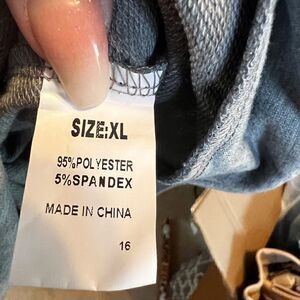 SIZE:XL
95%POLYESTER
5%SPANDEX
MADE IN CHINA
16